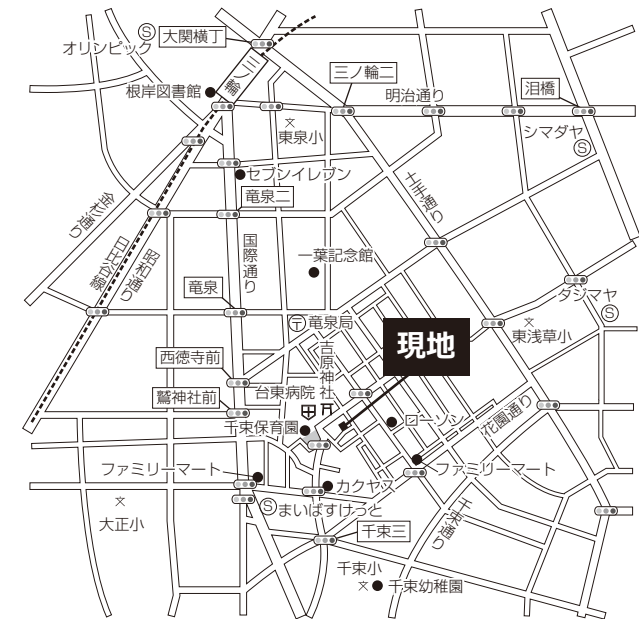 Ⓢ
大関横丁
オリンピック
三ノ輪
三ノ輪二
根岸図書館
明治通り
泪橋
文
東泉小
シマダヤ
Ⓢ
セブンイレブン
竜泉二
土手通り
金杉通り
日比谷線
昭和通り
国際通り
一葉記念館
タジマヤ
Ⓢ
竜泉
〒竜泉局
文
東浅草小
現地
吉原神社
西徳寺前
台東病院
鷲神社前
千束保育園
ローソン
花園通り
ファミリーマート
ファミリーマート
カクヤス
Ⓢまいばすけっと
文
大正小
千束三
千束通り
千束小
文
千束幼稚園